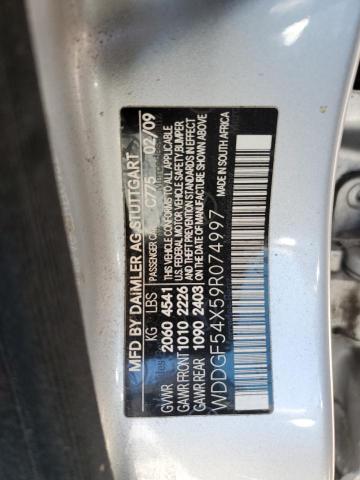 MFD BY DAIMLER AG STUTTGART
PASSENGER C775 02/09
KG LBS
GVWR 2060 4541
GAWR FRONT 1010 2226
GAWR REAR 1090 2403
THIS VEHICLE CONFORMS TO ALL APPLICABLE
U.S. FEDERAL MOTOR VEHICLE SAFETY, BUMPER
AND THEFT PREVENTION STANDARDS IN EFFECT
ON THE DATE OF MANUFACTURE SHOWN ABOVE
WDDGF54X59R074997
MADE IN SOUTH AFRICA